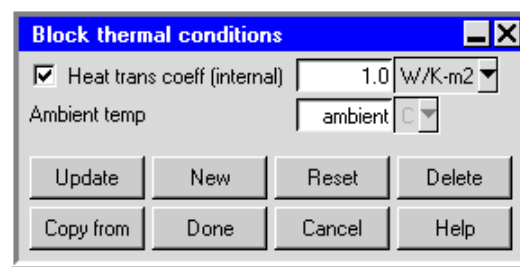 Block thermal conditions
Heat trans coeff (internal) 1.0 W/K-m2
Ambient temp ambient C
Update New Reset Delete
Copy from Done Cancel Help